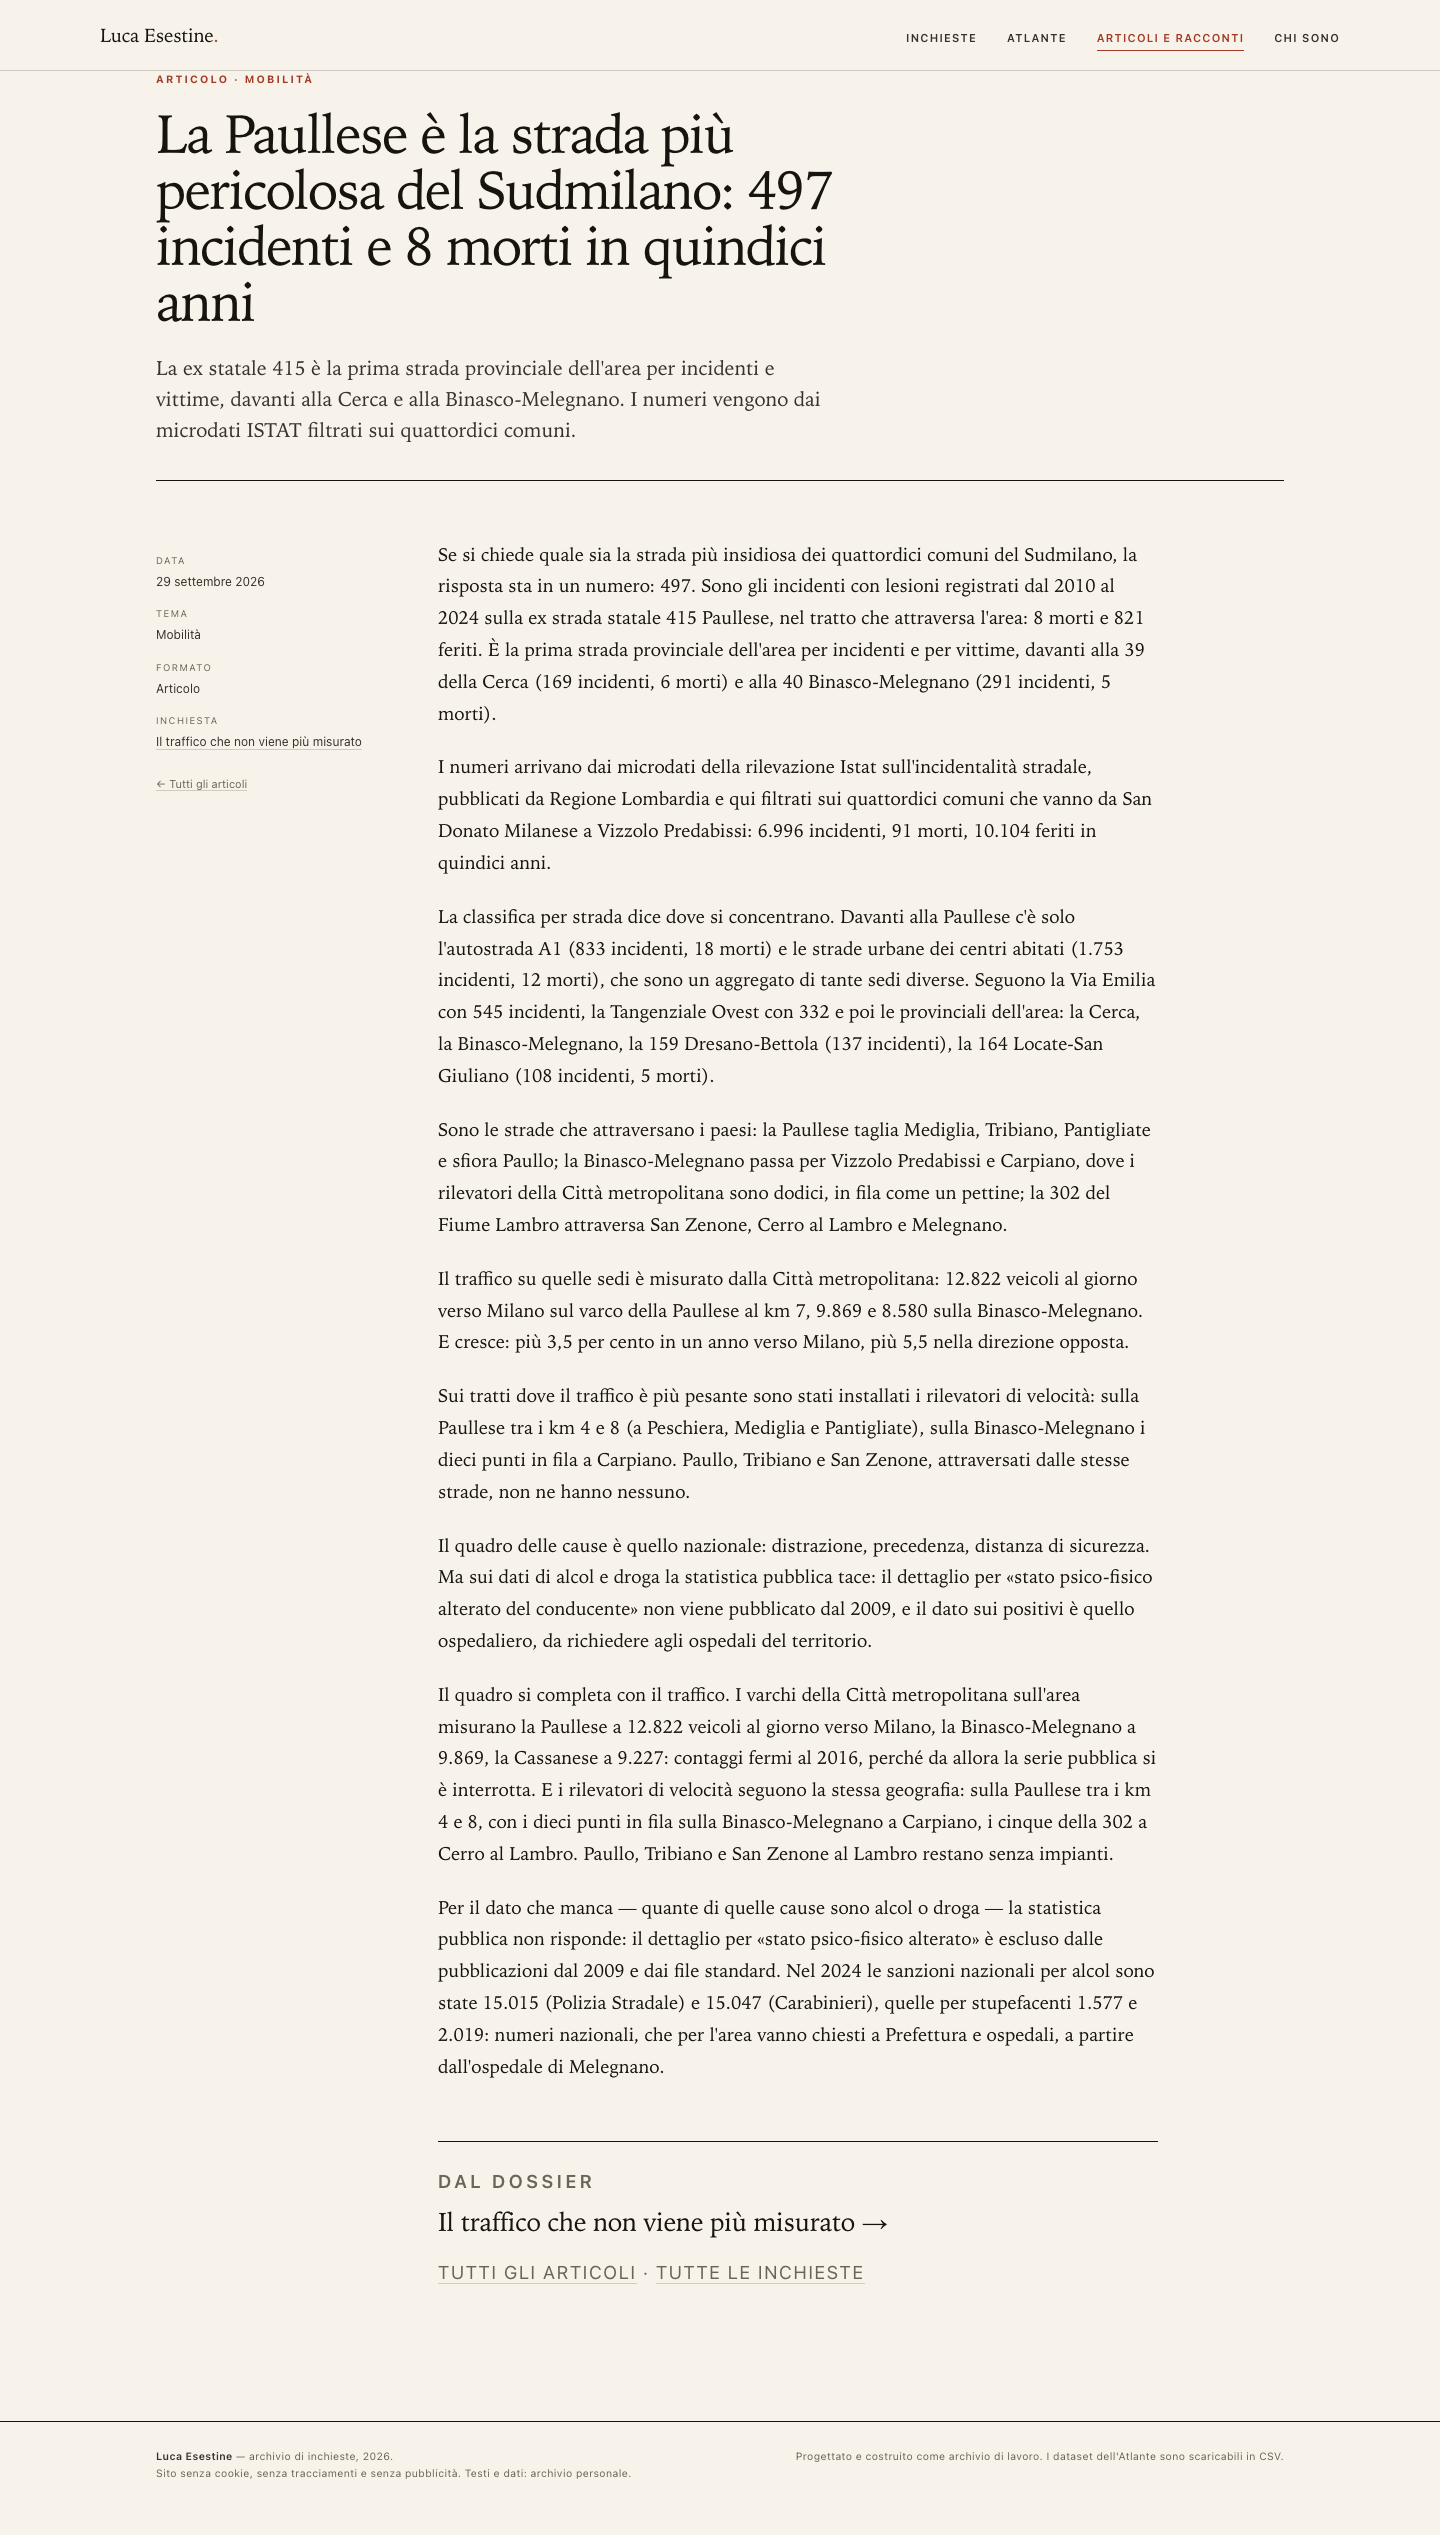 Luca Esestine.
INCHIESTE
ATLANTE
ARTICOLI E RACCONTI
CHI SONO
ARTICOLO · MOBILITÀ
La Paullese è la strada più
pericolosa del Sudmilano: 497
incidenti e 8 morti in quindici
anni
La ex statale 415 è la prima strada provinciale dell'area per incidenti e
vittime, davanti alla Cerca e alla Binasco-Melegnano. I numeri vengono dai
microdati ISTAT filtrati sui quattordici comuni.
DATA
29 settembre 2026
TEMA
Mobilità
FORMATO
Articolo
INCHIESTA
Il traffico che non viene più misurato
← Tutti gli articoli
Se si chiede quale sia la strada più insidiosa dei quattordici comuni del Sudmilano, la
risposta sta in un numero: 497. Sono gli incidenti con lesioni registrati dal 2010 al
2024 sulla ex strada statale 415 Paullese, nel tratto che attraversa l'area: 8 morti e 821
feriti. È la prima strada provinciale dell'area per incidenti e per vittime, davanti alla 39
della Cerca (169 incidenti, 6 morti) e alla 40 Binasco-Melegnano (291 incidenti, 5
morti).
I numeri arrivano dai microdati della rilevazione Istat sull'incidentalità stradale,
pubblicati da Regione Lombardia e qui filtrati sui quattordici comuni che vanno da San
Donato Milanese a Vizzolo Predabissi: 6.996 incidenti, 91 morti, 10.104 feriti in
quindici anni.
La classifica per strada dice dove si concentrano. Davanti alla Paullese c'è solo
l'autostrada A1 (833 incidenti, 18 morti) e le strade urbane dei centri abitati (1.753
incidenti, 12 morti), che sono un aggregato di tante sedi diverse. Seguono la Via Emilia
con 545 incidenti, la Tangenziale Ovest con 332 e poi le provinciali dell'area: la Cerca,
la Binasco-Melegnano, la 159 Dresano-Bettola (137 incidenti), la 164 Locate-San
Giuliano (108 incidenti, 5 morti).
Sono le strade che attraversano i paesi: la Paullese taglia Mediglia, Tribiano, Pantigliate
e sfiora Paullo; la Binasco-Melegnano passa per Vizzolo Predabissi e Carpiano, dove i
rilevatori della Città metropolitana sono dodici, in fila come un pettine; la 302 del
Fiume Lambro attraversa San Zenone, Cerro al Lambro e Melegnano.
Il traffico su quelle sedi è misurato dalla Città metropolitana: 12.822 veicoli al giorno
verso Milano sul varco della Paullese al km 7, 9.869 e 8.580 sulla Binasco-Melegnano.
E cresce: più 3,5 per cento in un anno verso Milano, più 5,5 nella direzione opposta.
Sui tratti dove il traffico è più pesante sono stati installati i rilevatori di velocità: sulla
Paullese tra i km 4 e 8 (a Peschiera, Mediglia e Pantigliate), sulla Binasco-Melegnano i
dieci punti in fila a Carpiano. Paullo, Tribiano e San Zenone, attraversati dalle stesse
strade, non ne hanno nessuno.
Il quadro delle cause è quello nazionale: distrazione, precedenza, distanza di sicurezza.
Ma sui dati di alcol e droga la statistica pubblica tace: il dettaglio per «stato psico-fisico
alterato del conducente» non viene pubblicato dal 2009, e il dato sui positivi è quello
ospedaliero, da richiedere agli ospedali del territorio.
Il quadro si completa con il traffico. I varchi della Città metropolitana sull'area
misurano la Paullese a 12.822 veicoli al giorno verso Milano, la Binasco-Melegnano a
9.869, la Cassanese a 9.227: contaggi fermi al 2016, perché da allora la serie pubblica si
è interrotta. E i rilevatori di velocità seguono la stessa geografia: sulla Paullese tra i km
4 e 8, con i dieci punti in fila sulla Binasco-Melegnano a Carpiano, i cinque della 302 a
Cerro al Lambro. Paullo, Tribiano e San Zenone al Lambro restano senza impianti.
Per il dato che manca — quante di quelle cause sono alcol o droga — la statistica
pubblica non risponde: il dettaglio per «stato psico-fisico alterato» è escluso dalle
pubblicazioni dal 2009 e dai file standard. Nel 2024 le sanzioni nazionali per alcol sono
state 15.015 (Polizia Stradale) e 15.047 (Carabinieri), quelle per stupefacenti 1.577 e
2.019: numeri nazionali, che per l'area vanno chiesti a Prefettura e ospedali, a partire
dall'ospedale di Melegnano.
DAL DOSSIER
Il traffico che non viene più misurato →
TUTTI GLI ARTICOLI · TUTTE LE INCHIESTE
Luca Esestine — archivio di inchieste, 2026.
Sito senza cookie, senza tracciamenti e senza pubblicità. Testi e dati: archivio personale.
Progettato e costruito come archivio di lavoro. I dataset dell'Atlante sono scaricabili in CSV.